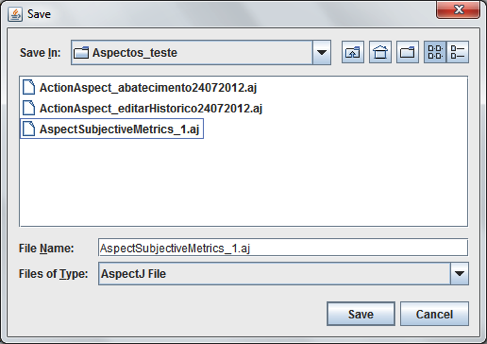 Save
Save In: Aspectos_teste
ActionAspect_abatecimento24072012.aj
ActionAspect_editarHistorico24072012.aj
AspectSubjectiveMetrics_1.aj
File Name: AspectSubjectiveMetrics_1.aj
Files of Type: AspectJ File
Save Cancel